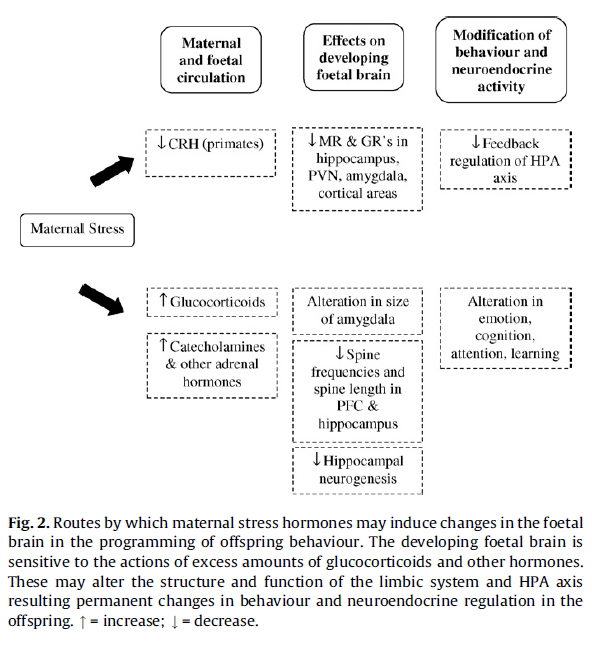 Maternal
and foetal
circulation
Effects on
developing
foetal brain
Modification of
behaviour and
neuroendocrine
activity
↓CRH (primates)
↓MR & GR's in
hippocampus,
PVN, amygdala,
cortical areas
↓Feedback
regulation of HPA
axis
Maternal Stress
↑Glucocorticoids
↑Catecholamines
& other adrenal
hormones
Alteration in size
of amygdala
↓Spine
frequencies and
spine length in
PFC &
hippocampus
↓Hippocampal
neurogenesis
Alteration in
emotion,
cognition,
attention, learning
Fig. 2. Routes by which maternal stress hormones may induce changes in the foetal
brain in the programming of offspring behaviour. The developing foetal brain is
sensitive to the actions of excess amounts of glucocorticoids and other hormones.
These may alter the structure and function of the limbic system and HPA axis
resulting permanent changes in behaviour and neuroendocrine regulation in the
offspring. ↑ = increase; ↓ = decrease.